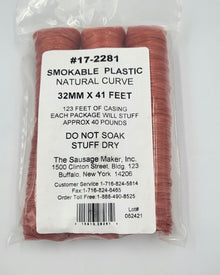 #17-2281
SMOKABLE PLASTIC
NATURAL CURVE
32MM X 41 FEET
123 FEET OF CASING
EACH PACKAGE WILL STUFF
APPROX 40 POUNDS
DO NOT SOAK
STUFF DRY
The Sausage Maker, Inc.
1500 Clinton Street, Bldg. 123
Buffalo, New York 14206
Customer Service 1-716-824-5814
Fax 1-716-824-6465
Order Toll Free:1-888-490-8525
Lot#
062421